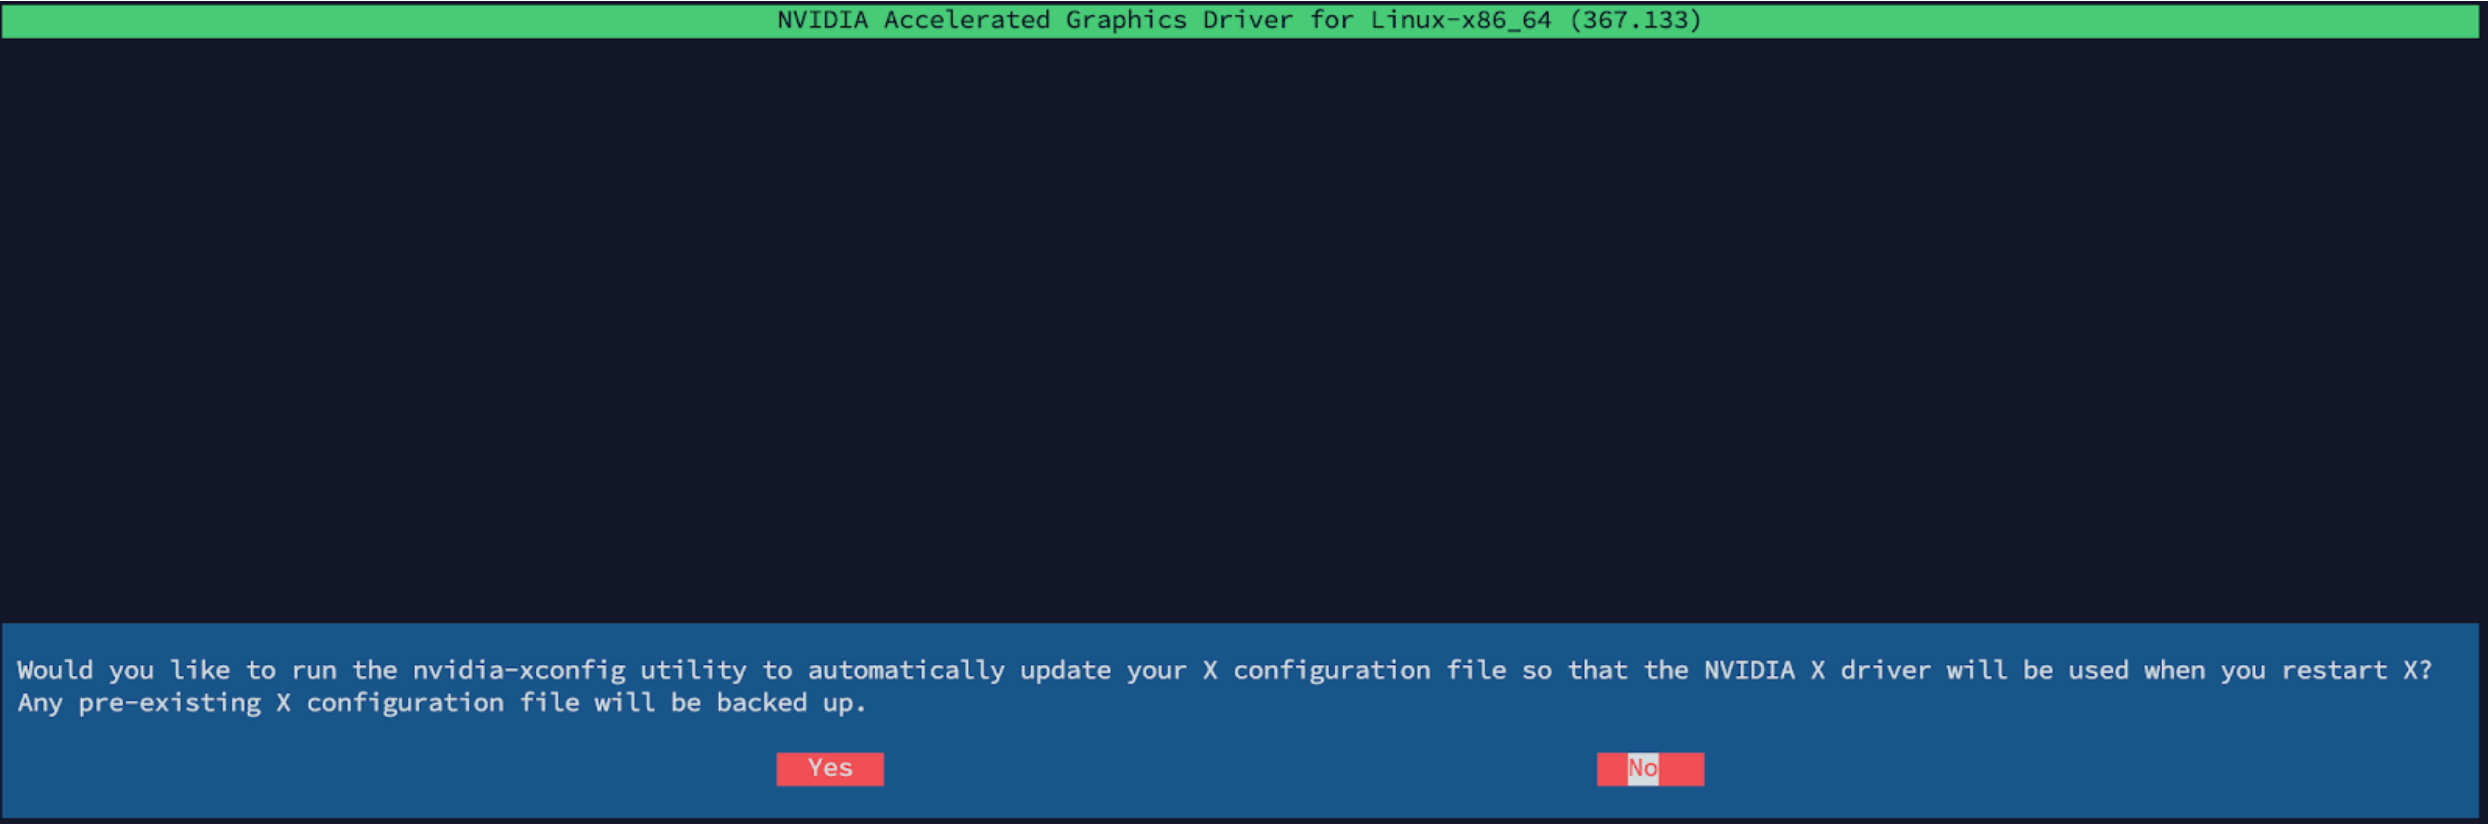 NVIDIA Accelerated Graphics Driver for Linux-x86_64 (367.133)
Would you like to run the nvidia-xconfig utility to automatically update your X configuration file so that the NVIDIA X driver will be used when you restart X?
Any pre-existing X configuration file will be backed up.
Yes No